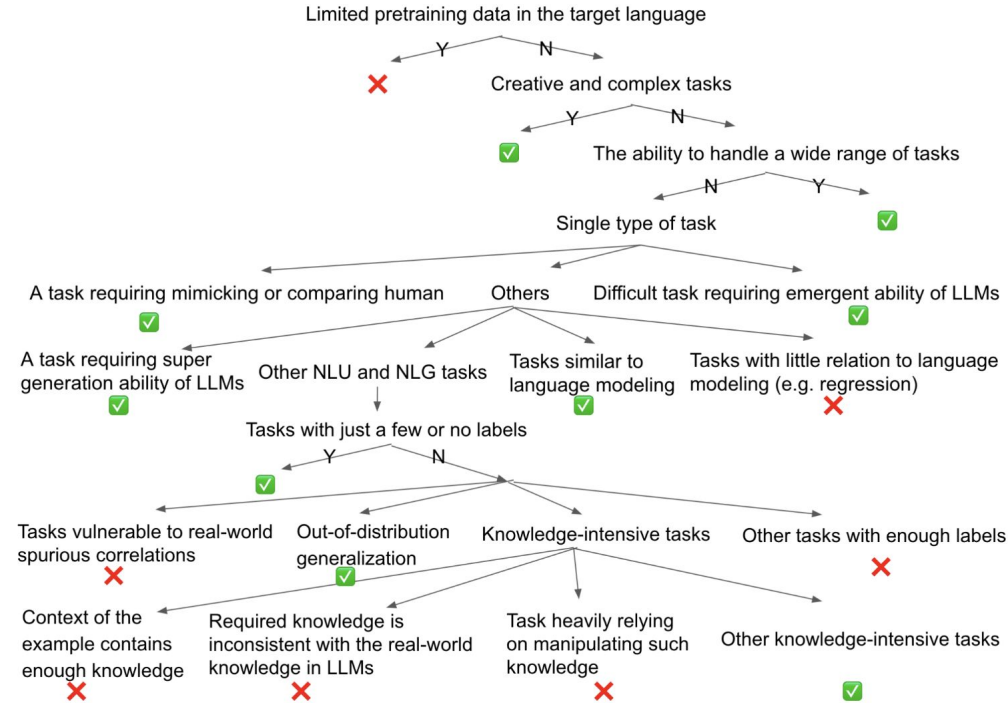 Limited pretraining data in the target language
Y
N
Creative and complex tasks
Y
N
The ability to handle a wide range of tasks
N
Y
Single type of task
A task requiring mimicking or comparing human
Others
Difficult task requiring emergent ability of LLMs
A task requiring super
generation ability of LLMs
Other NLU and NLG tasks
Tasks similar to
language modeling
Tasks with little relation to language
modeling (e.g. regression)
Tasks with just a few or no labels
Y
N
Tasks vulnerable to real-world
spurious correlations
Out-of-distribution
generalization
Knowledge-intensive tasks
Other tasks with enough labels
Context of the
example contains
enough knowledge
Required knowledge is
inconsistent with the real-world
knowledge in LLMs
Task heavily relying
on manipulating such
knowledge
Other knowledge-intensive tasks